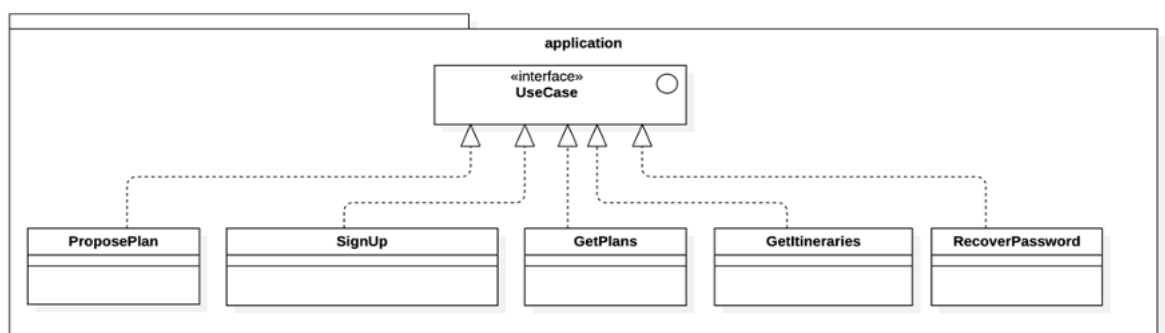 application
«interface»
UseCase
ProposePlan
SignUp
GetPlans
GetItineraries
RecoverPassword